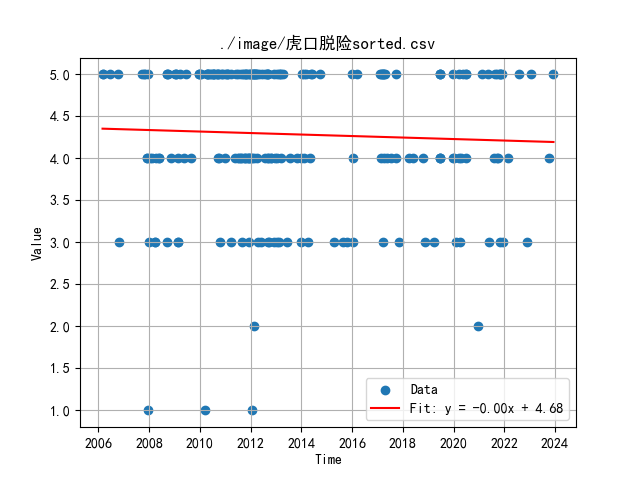 ./image/虎口脱险sorted.csv
5.0
4.5
4.0
3.5
3.0
2.5
2.0
1.5
1.0
Value
Data
Fit: y = -0.00x + 4.68
2006 2008 2010 2012 2014 2016 2018 2020 2022 2024
Time